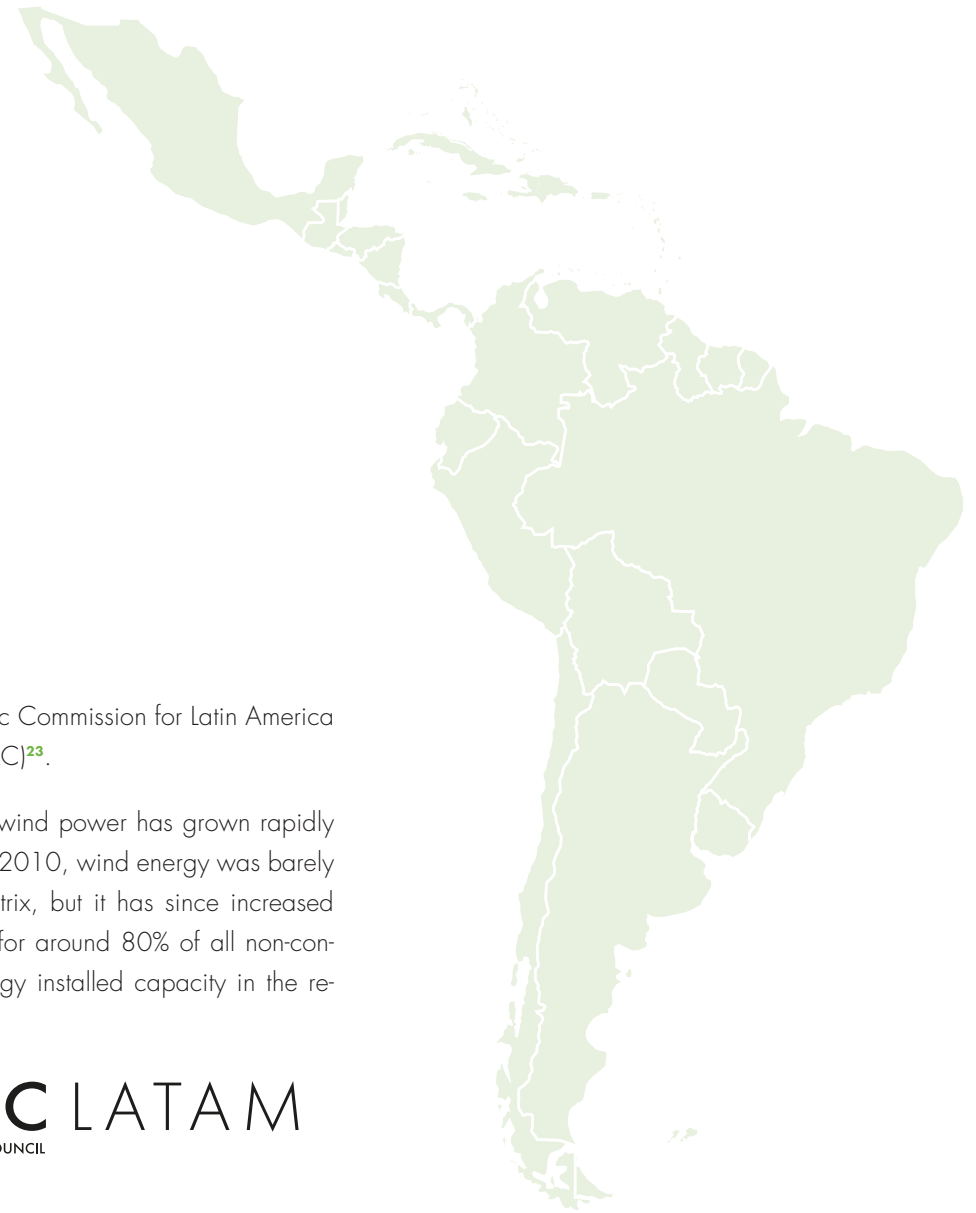 c Commission for Latin America
C)23.
wind power has grown rapidly
2010, wind energy was barely
trix, but it has since increased
for around 80% of all non-con-
gy installed capacity in the re-
C LATAM
OUNCIL